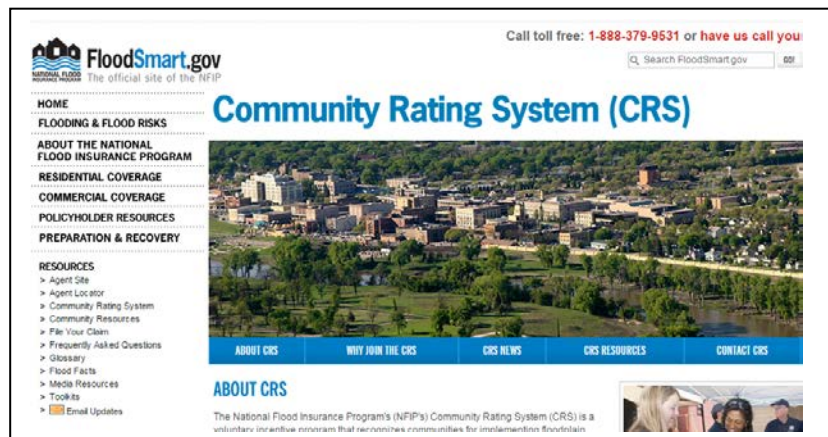 Call toll free: 1-888-379-9531 or have us call you
FloodSmart.gov
NATIONAL FLOOD
INSURANCE PROGRAM
The official site of the NFIP
Search FloodSmart.gov
GO!
HOME
FLOODING & FLOOD RISKS
ABOUT THE NATIONAL
FLOOD INSURANCE PROGRAM
RESIDENTIAL COVERAGE
COMMERCIAL COVERAGE
POLICYHOLDER RESOURCES
PREPARATION & RECOVERY
RESOURCES
> Agent Site
> Agent Locator
> Community Rating System
> Community Resources
> File Your Claim
> Frequently Asked Questions
> Glossary
> Flood Facts
> Media Resources
> Toolkits
> Email Updates
Community Rating System (CRS)
ABOUT CRS
WHY JOIN THE CRS
CRS NEWS
CRS RESOURCES
CONTACT CRS
ABOUT CRS
The National Flood Insurance Program's (NFIP's) Community Rating System (CRS) is a
voluntary incentive program that recognizes communities for implementing floodplain